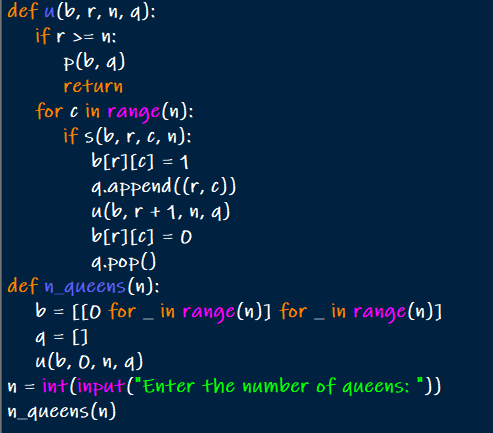 def u(b, r, n, q):
    if r >= n:
        p(b, q)
        return
    for c in range(n):
        if s(b, r, c, n):
            b[r][c] = 1
            q.append((r, c))
            u(b, r + 1, n, q)
            b[r][c] = 0
            q.pop()
def n_queens(n):
    b = [[0 for _ in range(n)] for _ in range(n)]
    q = []
    u(b, 0, n, q)
n = int(input("Enter the number of queens: "))
n_queens(n)